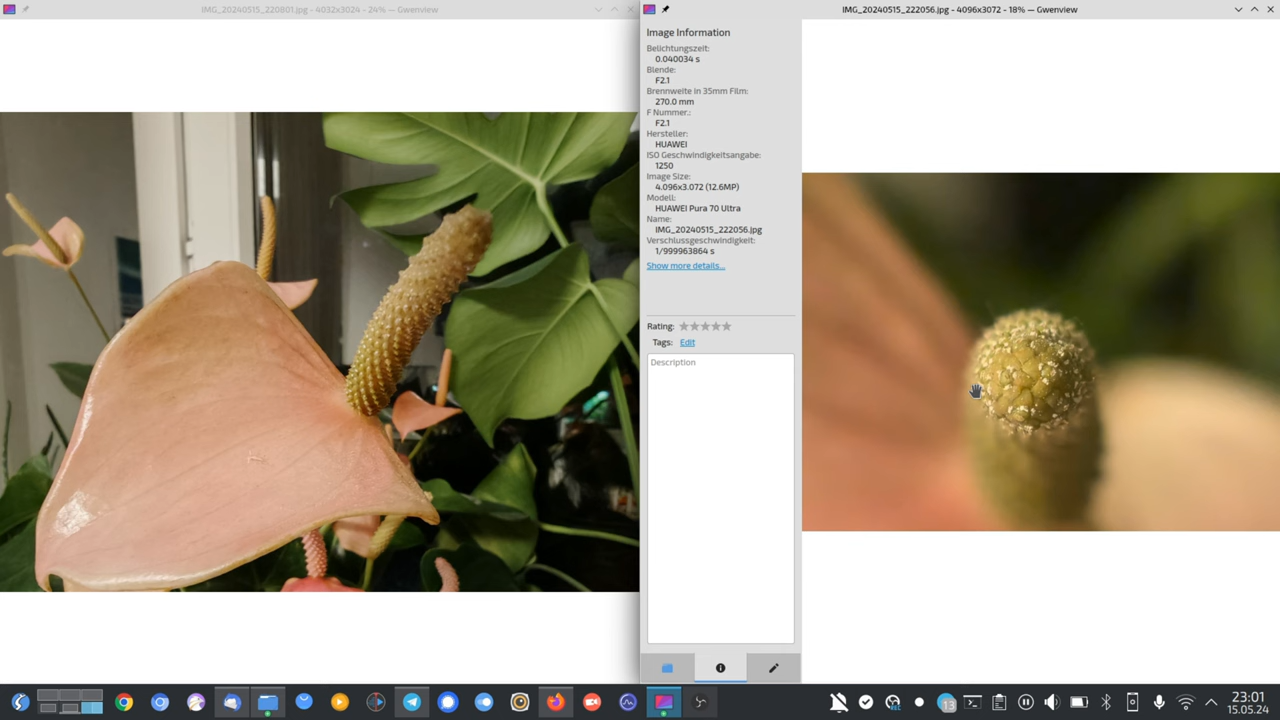 IMG_20240515_220801.jpg - 4032x3024 - 24% — Gwenview
IMG_20240515_222056.jpg - 4096x3072 - 18% — Gwenview
Image Information
Belichtungszeit:
0.040034 s
Blende:
F2.1
Brennweite in 35mm Film:
270.0 mm
F Nummer.:
F2.1
Hersteller:
HUAWEI
ISO Geschwindigkeitsangabe:
1250
Image Size:
4.096x3.072 (12.6MP)
Modell:
HUAWEI Pura 70 Ultra
Name:
IMG_20240515_222056.jpg
Verschlussgeschwindigkeit:
1/999963864 s
Show more details...
Rating:
Tags: Edit
Description
13
23:01
15.05.24